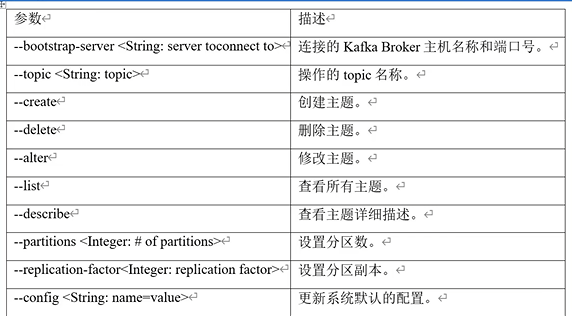 参数 描述
--bootstrap-server <String: server toconnect to> 连接的 Kafka Broker 主机名称和端口号。
--topic <String: topic> 操作的 topic 名称。
--create 创建主题。
--delete 删除主题。
--alter 修改主题。
--list 查看所有主题。
--describe 查看主题详细描述。
--partitions <Integer: # of partitions> 设置分区数。
--replication-factor<Integer: replication factor> 设置分区副本。
--config <String: name=value> 更新系统默认的配置。